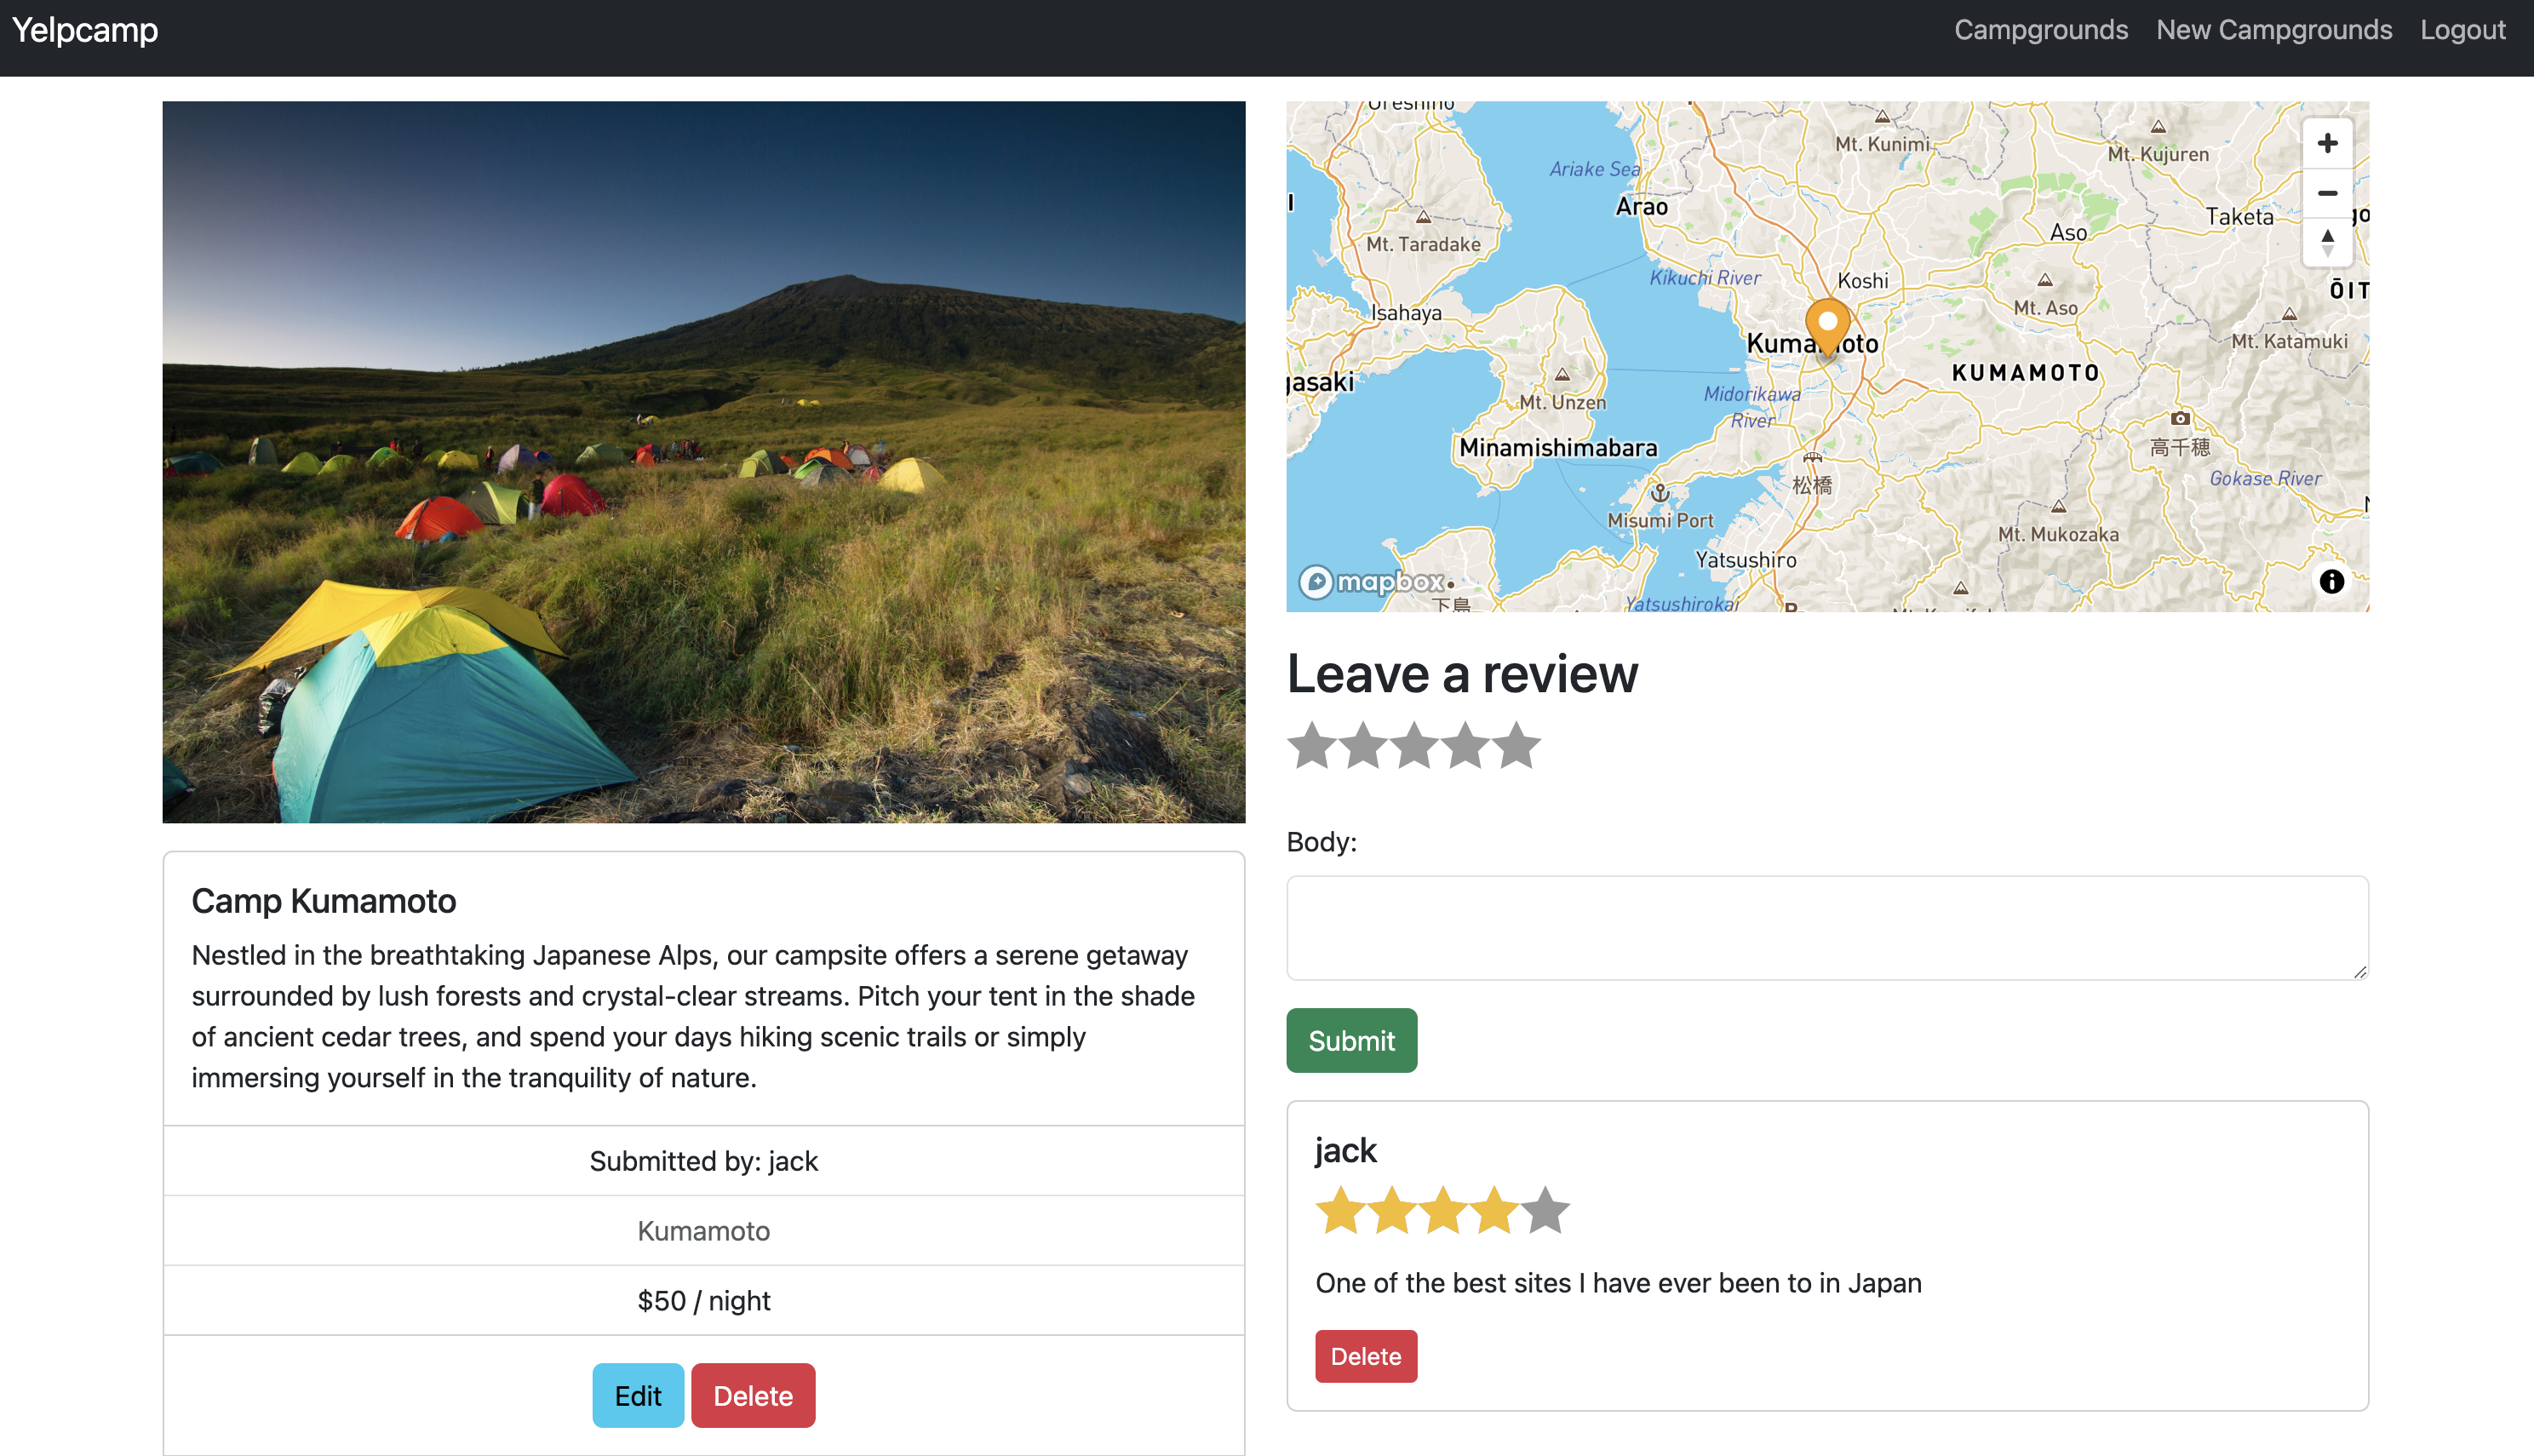 Yelpcamp
Campgrounds New Campgrounds Logout
Ureshino
Mt. Kunimi
Mt. Kujuren
Ariake Sea
Arao
Taketa
Aso
Mt. Taradake
Kikuchi River
Koshi
Mt. Aso
ŌIT
Isahaya
Kumamoto
Mt. Katamuki
KUMAMOTO
gasaki
Mt. Unzen
Midorikawa
River
Minamishimabara
高千穂
Gokase River
松橋
Misumi Port
Mt. Mukozaka
Yatsushiro
mapbox
下島
Yatsushirokai
Leave a review
Body:
Submit
Camp Kumamoto
Nestled in the breathtaking Japanese Alps, our campsite offers a serene getaway
surrounded by lush forests and crystal-clear streams. Pitch your tent in the shade
of ancient cedar trees, and spend your days hiking scenic trails or simply
immersing yourself in the tranquility of nature.
Submitted by: jack
Kumamoto
$50 / night
Edit Delete
jack
One of the best sites I have ever been to in Japan
Delete